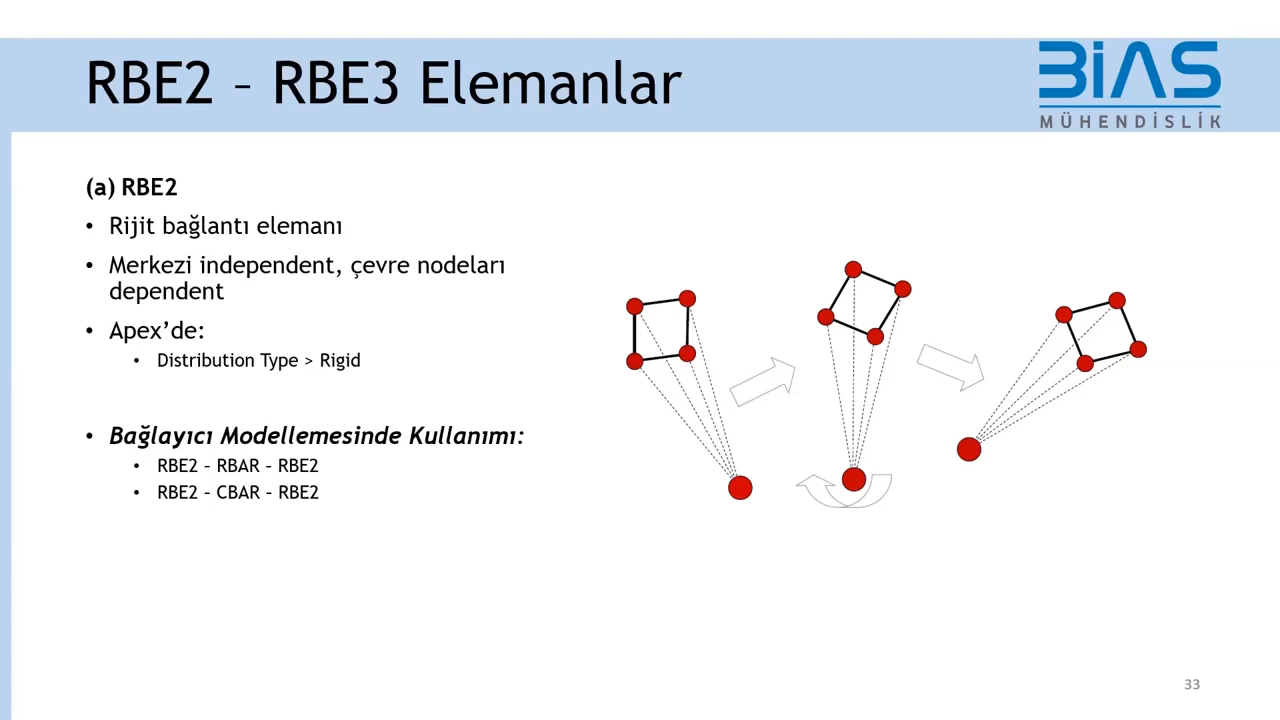 RBE2 – RBE3 Elemanlar
BiAS
MÜHENDİSLİK
(a) RBE2
• Rijit bağlantı elemanı
• Merkezi independent, çevre nodeları
dependent
• Apex’de:
• Distribution Type > Rigid
• Bağlayıcı Modellemesinde Kullanımı:
• RBE2 – RBAR – RBE2
• RBE2 – CBAR – RBE2
33